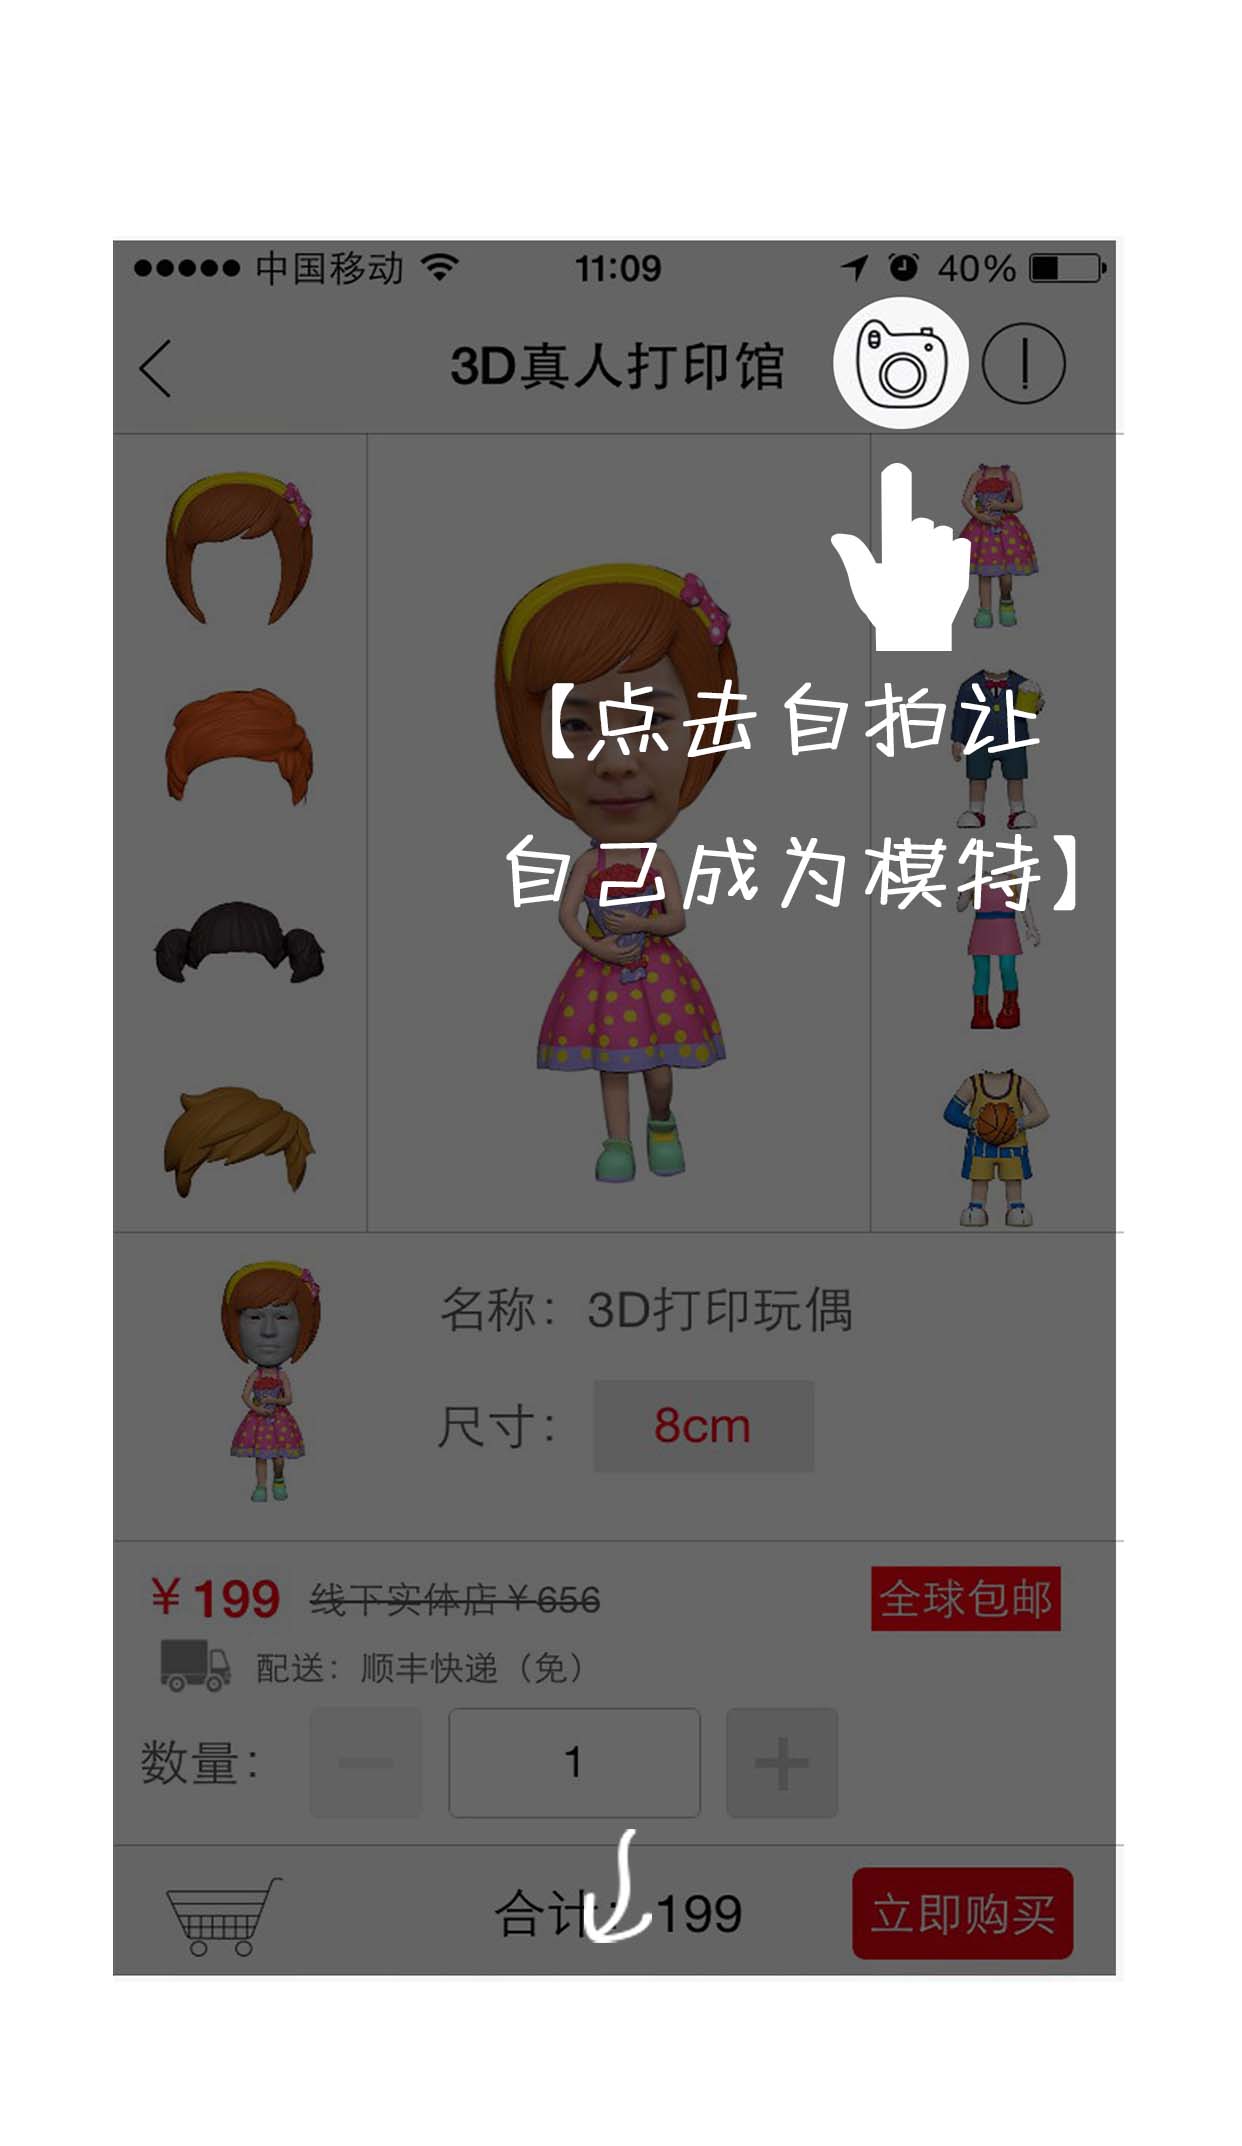 中国移动 11:09 40%
3D真人打印馆
【点击自拍让
自己成为模特】
名称：3D打印玩偶
尺寸： 8cm
￥199 线下实体店￥656 全球包邮
配送：顺丰快递（免）
数量： 1
合计：199 立即购买